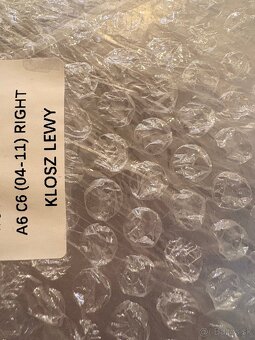 A6 C6 (04-11) RIGHT
KLOSZ LEWY